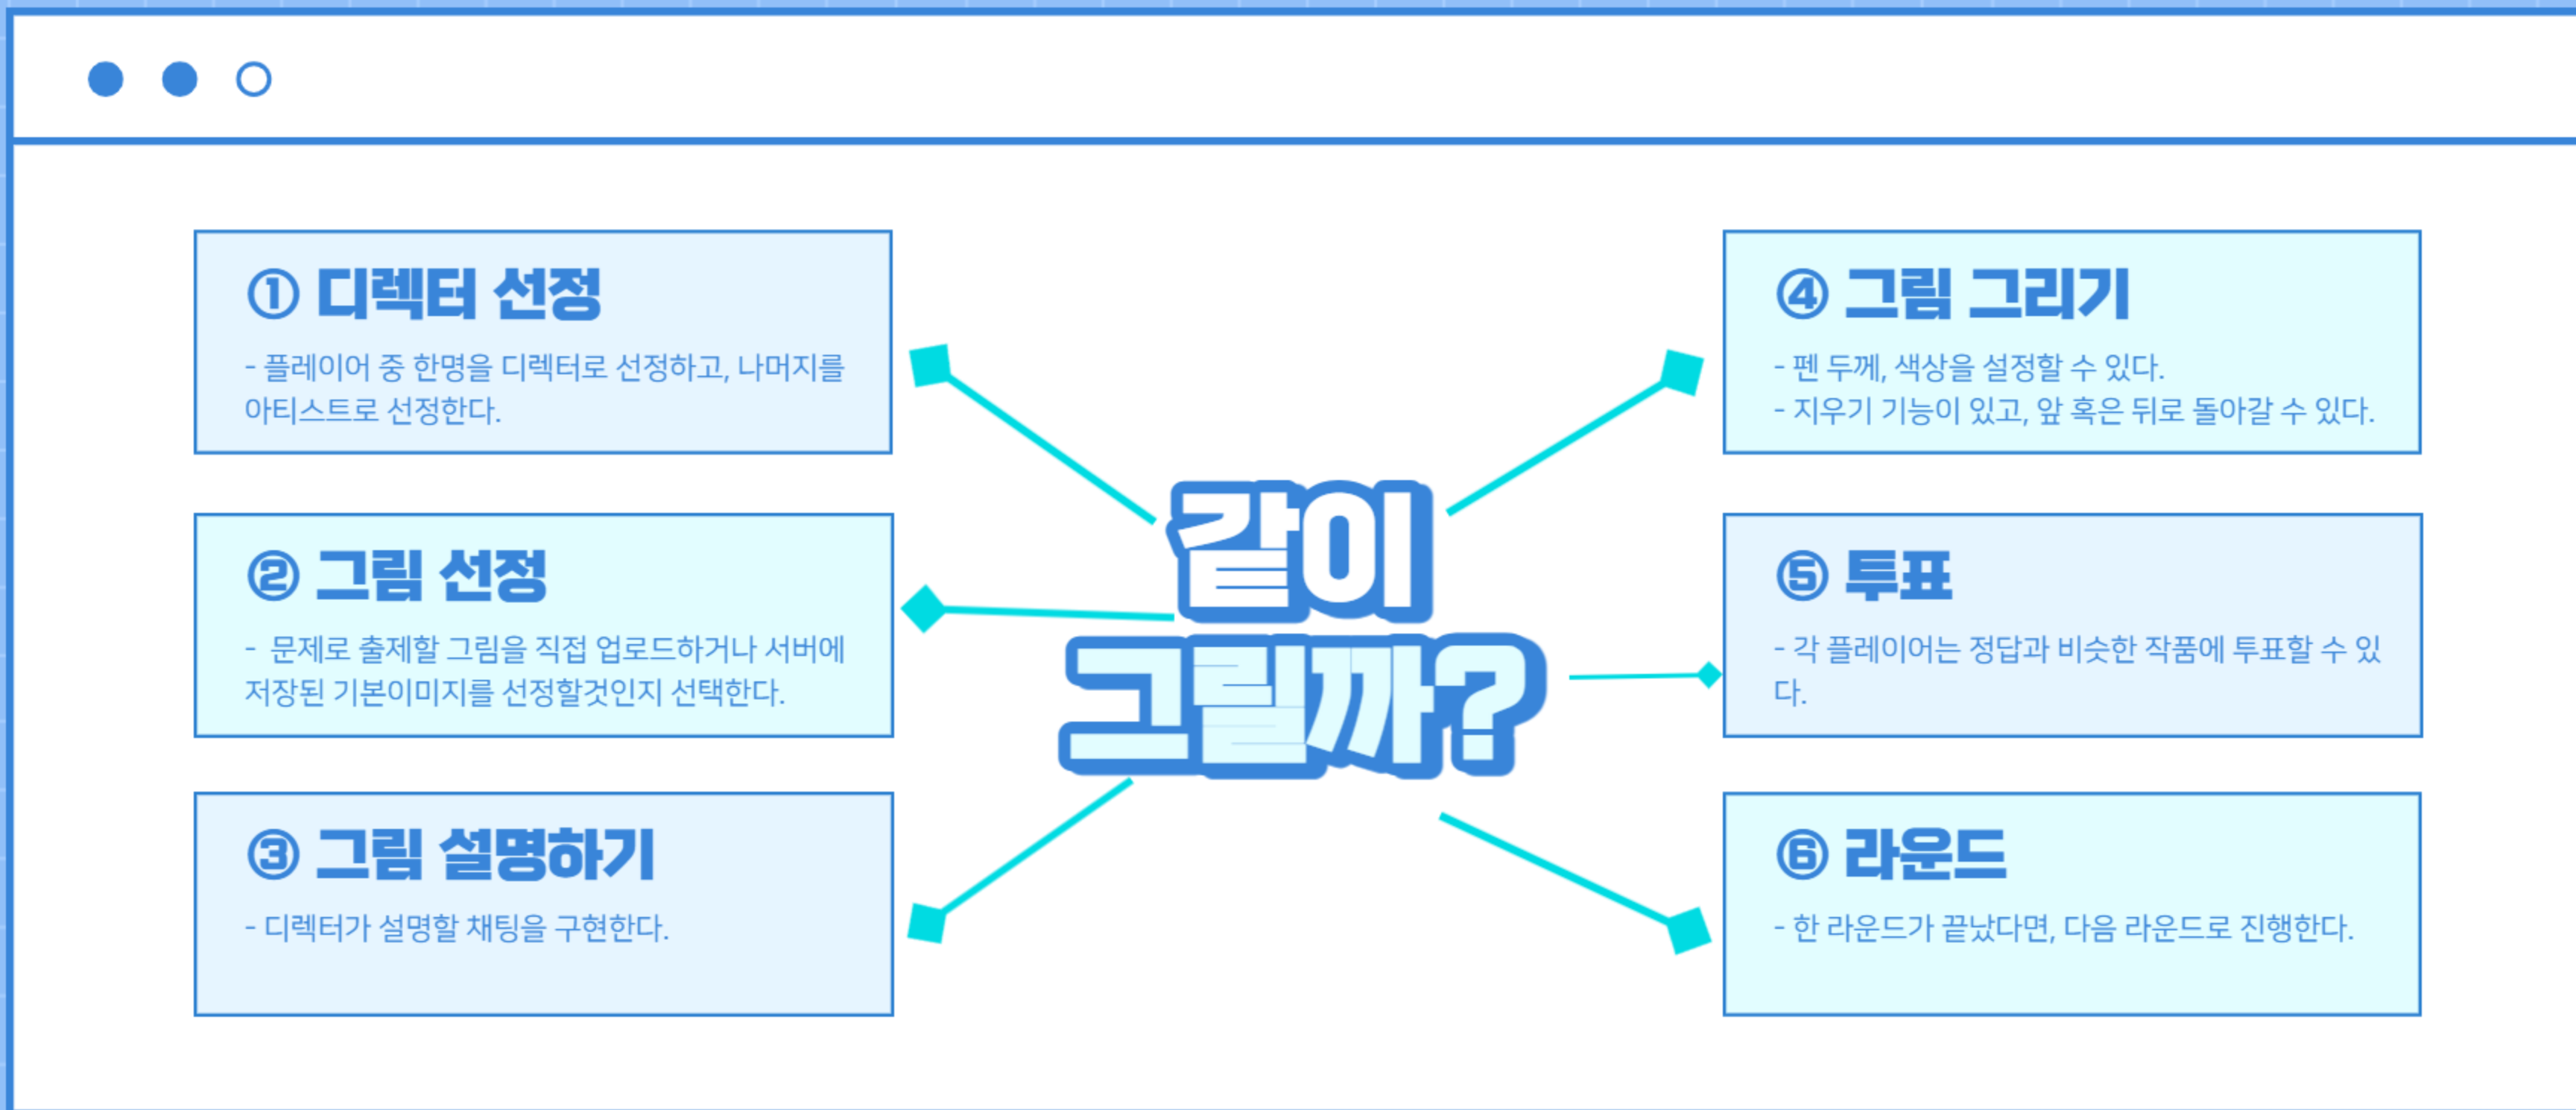 ① 디렉터 선정
- 플레이어 중 한명을 디렉터로 선정하고, 나머지를
아티스트로 선정한다.
② 그림 선정
-  문제로 출제할 그림을 직접 업로드하거나 서버에
저장된 기본이미지를 선정할것인지 선택한다.
③ 그림 설명하기
- 디렉터가 설명할 채팅을 구현한다.
같이
그릴까?
④ 그림 그리기
- 펜 두께, 색상을 설정할 수 있다.
- 지우기 기능이 있고, 앞 혹은 뒤로 돌아갈 수 있다.
⑤ 투표
- 각 플레이어는 정답과 비슷한 작품에 투표할 수 있
다.
⑥ 라운드
- 한 라운드가 끝났다면, 다음 라운드로 진행한다.